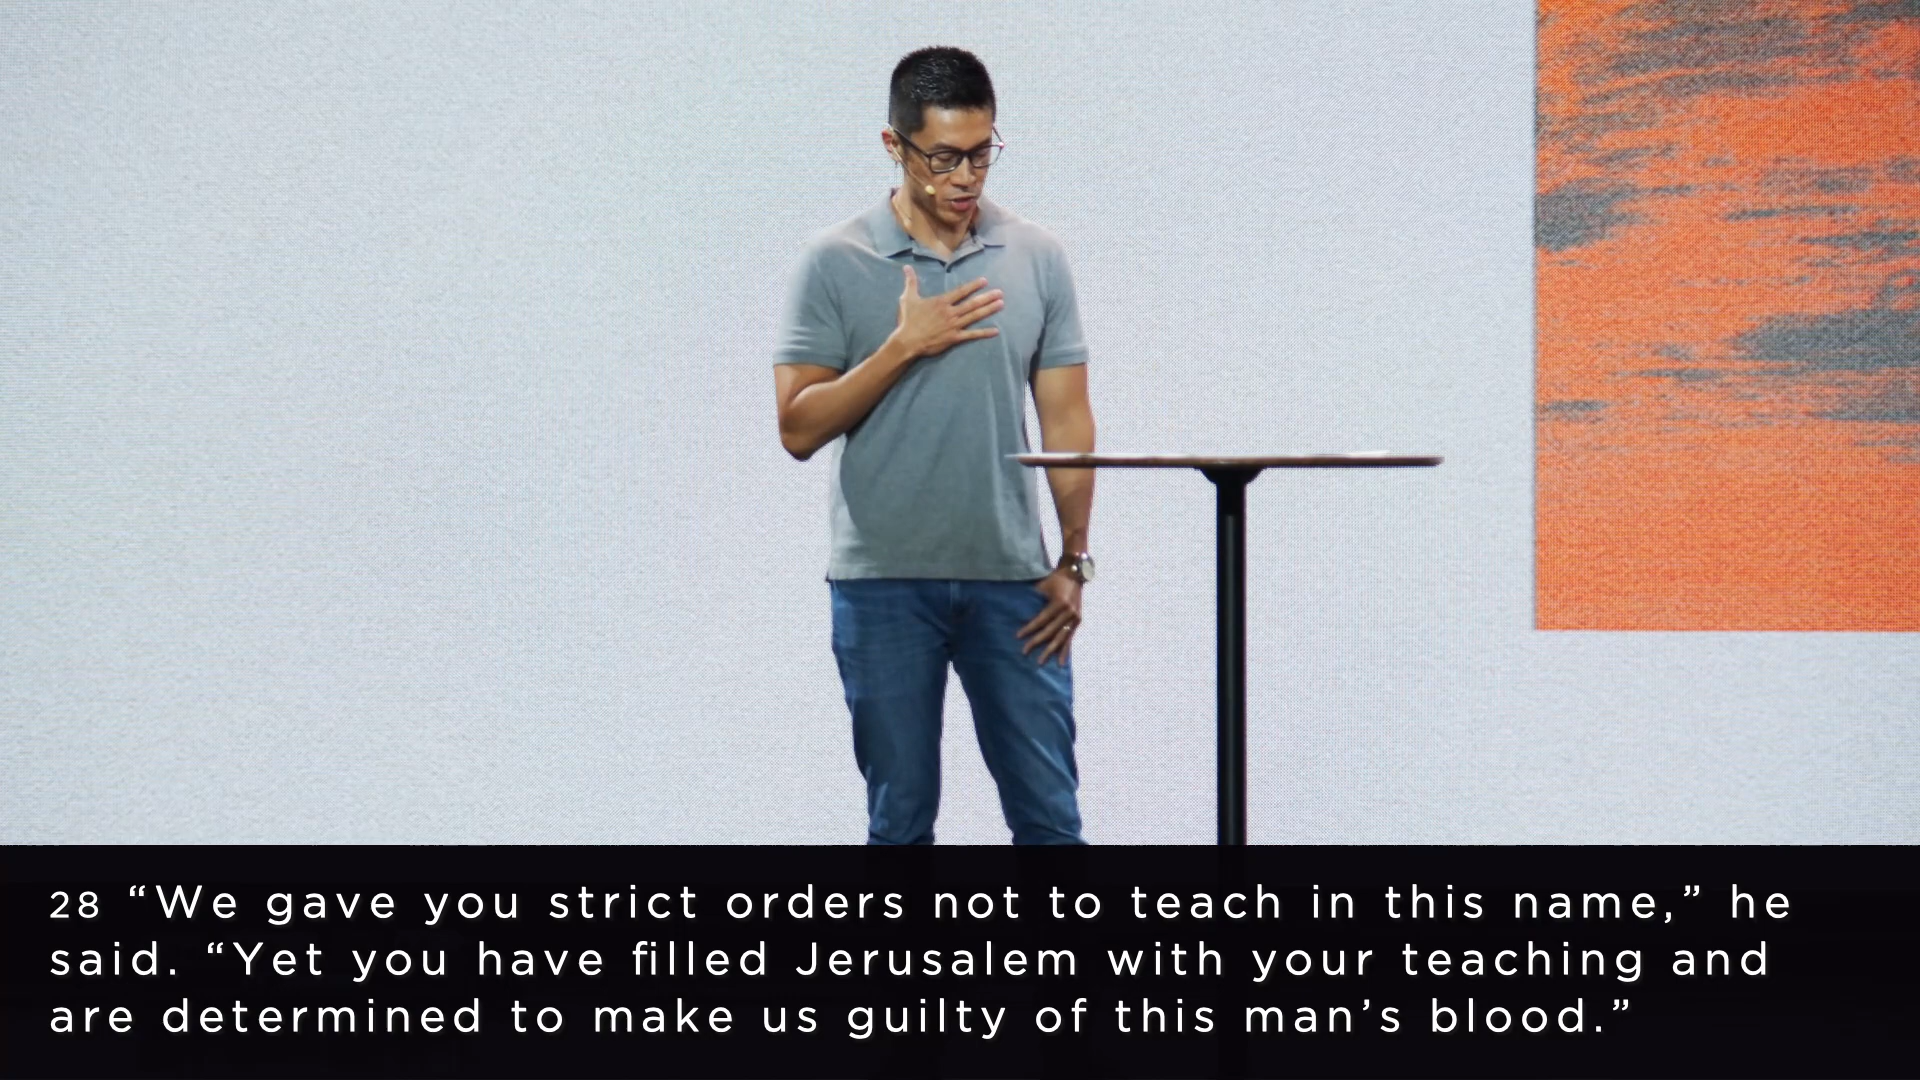 28 “We gave you strict orders not to teach in this name,” he
said. “Yet you have filled Jerusalem with your teaching and
are determined to make us guilty of this man’s blood.”